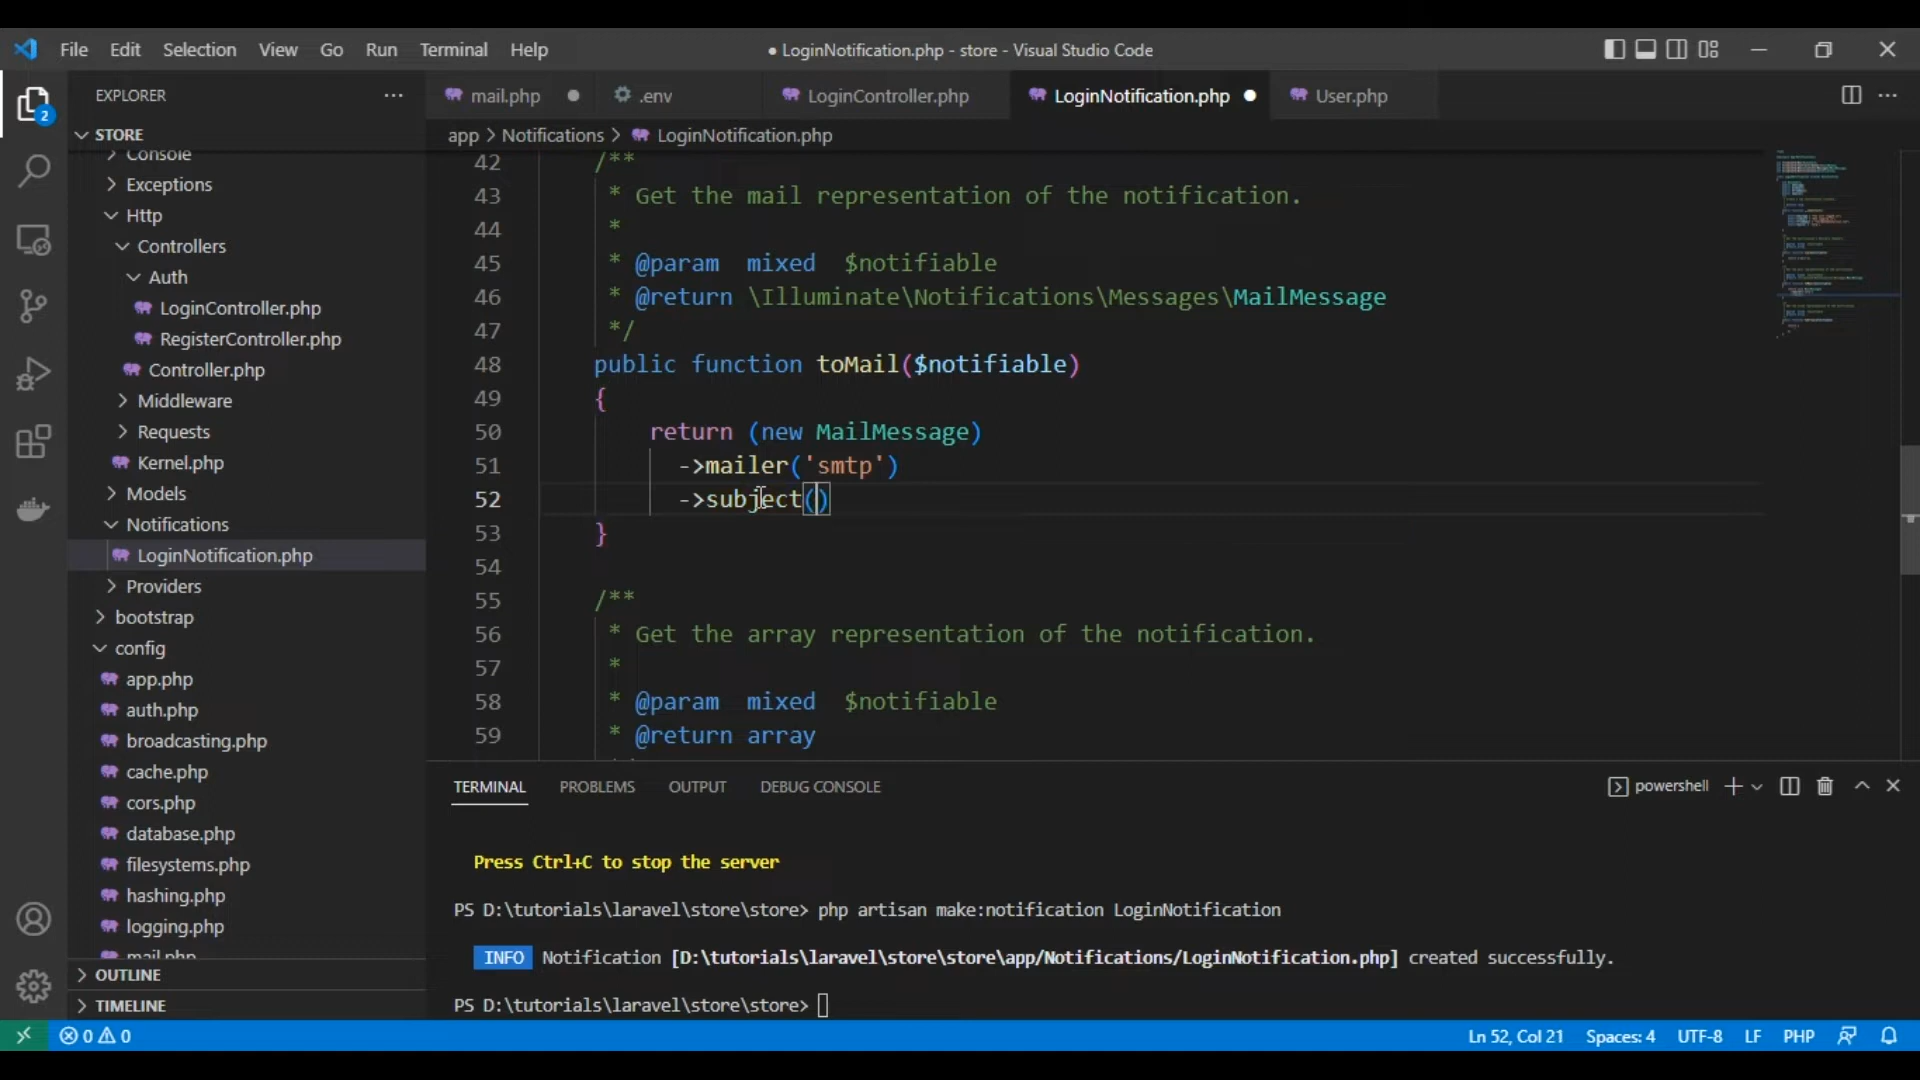 File Edit Selection View Go Run Terminal Help
● LoginNotification.php - store - Visual Studio Code
EXPLORER
mail.php
.env
LoginController.php
LoginNotification.php
User.php
STORE
app > Notifications > LoginNotification.php
Console
Exceptions
Http
Controllers
Auth
LoginController.php
RegisterController.php
Controller.php
Middleware
Requests
Kernel.php
Models
Notifications
LoginNotification.php
Providers
bootstrap
config
app.php
auth.php
broadcasting.php
cache.php
cors.php
database.php
filesystems.php
hashing.php
logging.php
mail.php
OUTLINE
TIMELINE
42 /**
43 * Get the mail representation of the notification.
44 *
45 * @param  mixed  $notifiable
46 * @return \Illuminate\Notifications\Messages\MailMessage
47 */
48 public function toMail($notifiable)
49 {
50 return (new MailMessage)
51 ->mailer('smtp')
52 ->subject()
53 }
54
55 /**
56 * Get the array representation of the notification.
57 *
58 * @param  mixed  $notifiable
59 * @return array
TERMINAL PROBLEMS OUTPUT DEBUG CONSOLE
powershell
Press Ctrl+C to stop the server
PS D:\tutorials\laravel\store\store> php artisan make:notification LoginNotification
INFO Notification [D:\tutorials\laravel\store\store\app/Notifications/LoginNotification.php] created successfully.
PS D:\tutorials\laravel\store\store>
2
0 0
Ln 52, Col 21 Spaces: 4 UTF-8 LF PHP